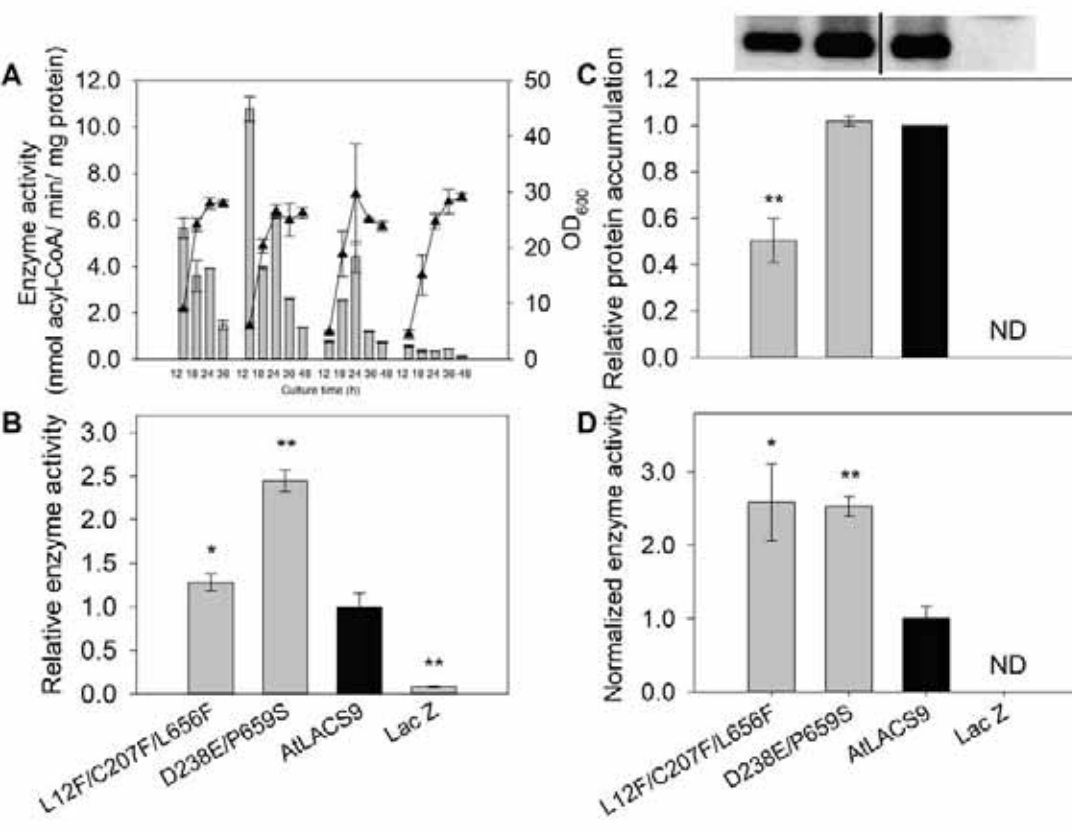 A
Enzyme activity
(nmol acyl-CoA/ min/ mg protein)
12.0
10.0
8.0
6.0
4.0
2.0
0.0
50
40
30
20
10
0
OD600
12 18 24 36 12 18 24 36 48 12 18 24 36 48 12 18 24 36 48
Culture time (h)
C
Relative protein accumulation
1.2
1.0
0.8
0.6
0.4
0.2
0.0
**
ND
B
Relative enzyme activity
3.0
2.5
2.0
1.5
1.0
0.5
0.0
*
**
**
L12F/C207F/L656F
D238E/P659S
AtLACS9
Lac Z
D
Normalized enzyme activity
3.0
2.0
1.0
0.0
*
**
ND
L12F/C207F/L656F
D238E/P659S
AtLACS9
Lac Z